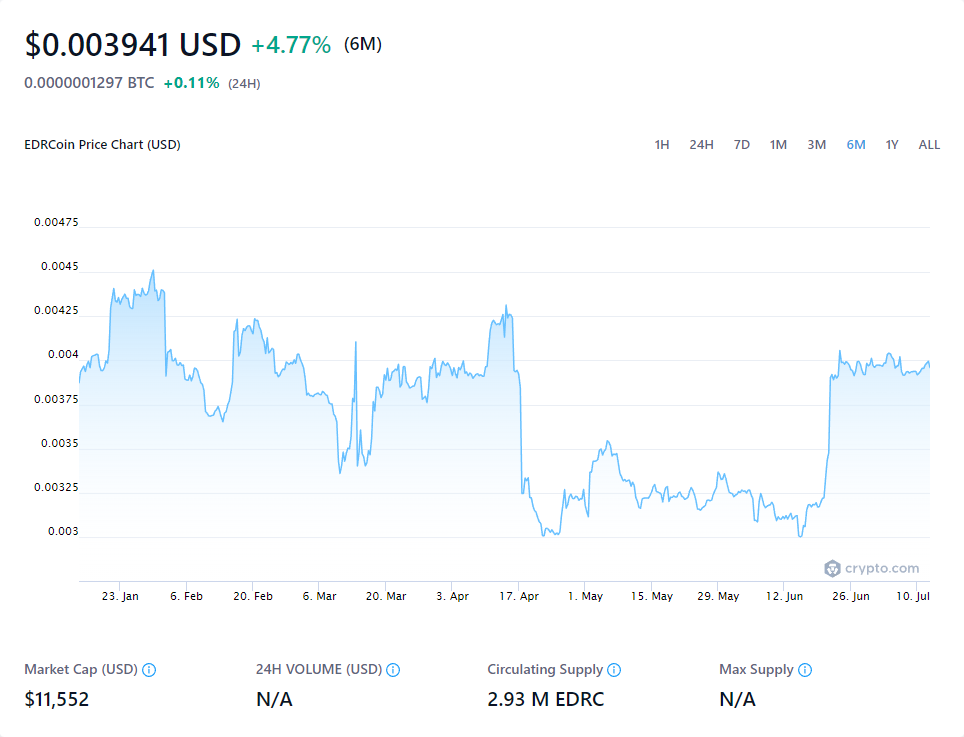 $0.003941 USD +4.77% (6M)
0.0000001297 BTC +0.11% (24H)
EDRCoin Price Chart (USD) 1H 24H 7D 1M 3M 6M 1Y ALL
0.00475
0.0045
0.00425
0.004
0.00375
0.0035
0.00325
0.003
crypto.com
23. Jan 6. Feb 20. Feb 6. Mar 20. Mar 3. Apr 17. Apr 1. May 15. May 29. May 12. Jun 26. Jun 10. Jul
Market Cap (USD) 24H VOLUME (USD) Circulating Supply Max Supply
$11,552 N/A 2.93 M EDRC N/A